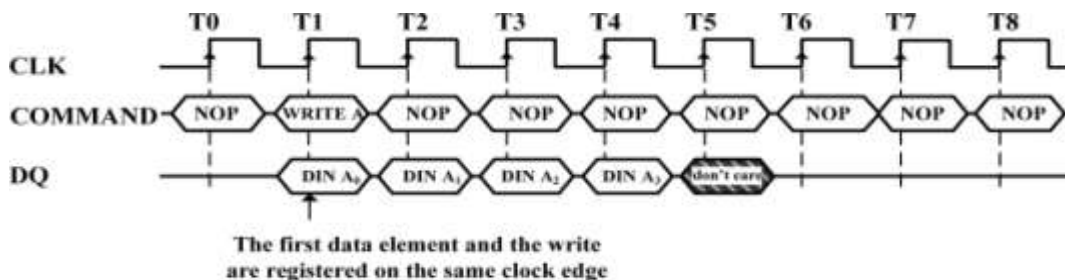 T0 T1 T2 T3 T4 T5 T6 T7 T8
CLK
COMMAND NOP WRITE A NOP NOP NOP NOP NOP NOP NOP
DQ DIN A0 DIN A1 DIN A2 DIN A3 don't care
The first data element and the write
are registered on the same clock edge